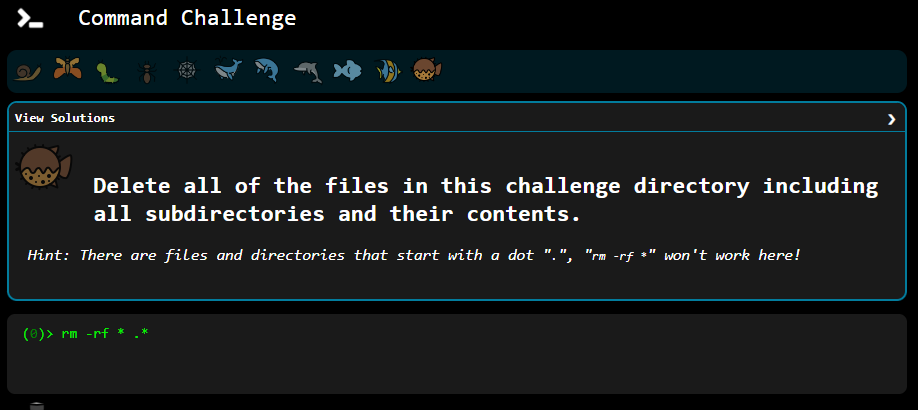 Command Challenge
View Solutions
Delete all of the files in this challenge directory including
all subdirectories and their contents.
Hint: There are files and directories that start with a dot ".", "rm -rf *" won't work here!
(0)> rm -rf * .*